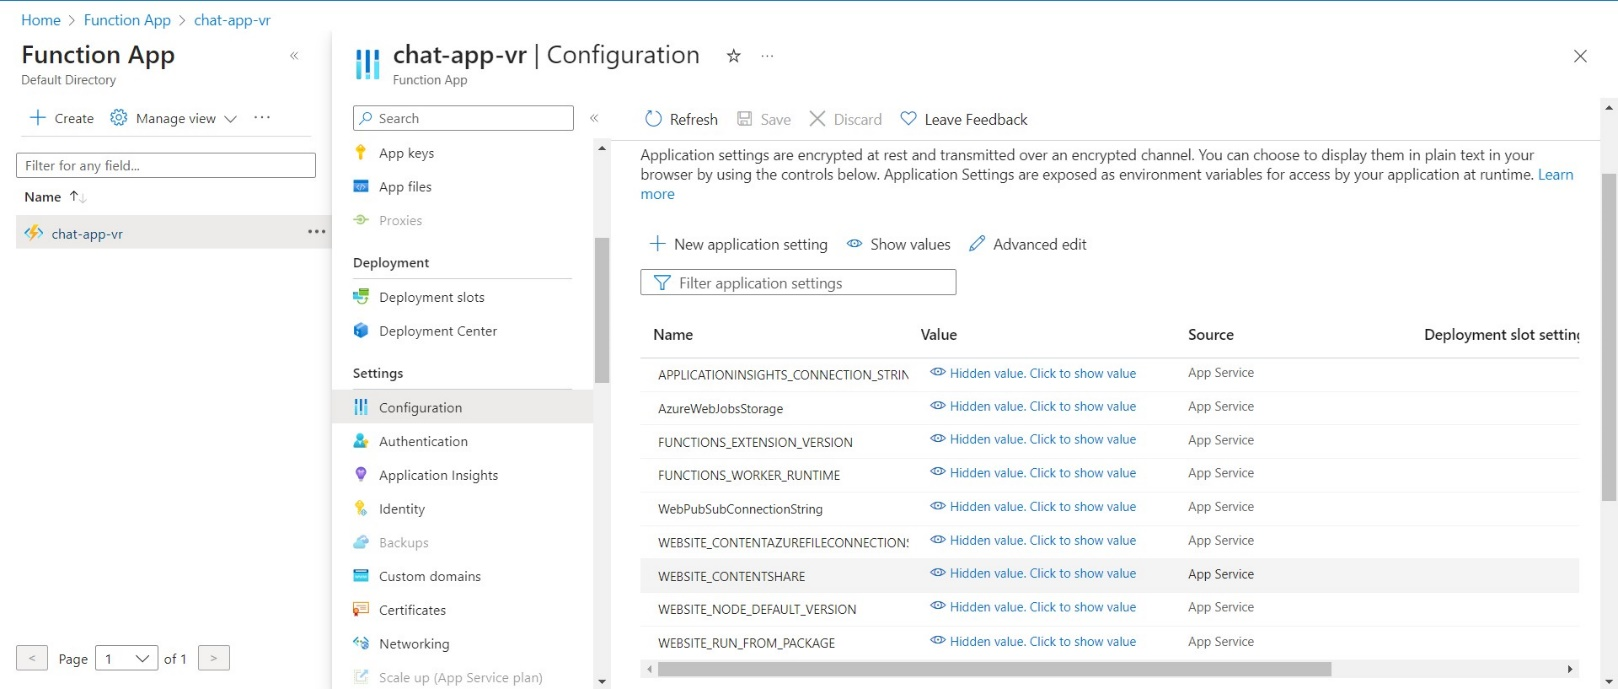 Home > Function App > chat-app-vr
Function App
Default Directory
Create Manage view ...
Filter for any field...
Name
chat-app-vr ...
< Page 1 of 1 >
chat-app-vr | Configuration ...
Function App
Search
App keys
App files
Proxies
Deployment
Deployment slots
Deployment Center
Settings
Configuration
Authentication
Application Insights
Identity
Backups
Custom domains
Certificates
Networking
Scale up (App Service plan)
Refresh Save Discard Leave Feedback
Application settings are encrypted at rest and transmitted over an encrypted channel. You can choose to display them in plain text in your
browser by using the controls below. Application Settings are exposed as environment variables for access by your application at runtime. Learn
more
New application setting Show values Advanced edit
Filter application settings
Name Value Source Deployment slot setting
APPLICATIONINSIGHTS_CONNECTION_STRIN Hidden value. Click to show value App Service
AzureWebJobsStorage Hidden value. Click to show value App Service
FUNCTIONS_EXTENSION_VERSION Hidden value. Click to show value App Service
FUNCTIONS_WORKER_RUNTIME Hidden value. Click to show value App Service
WebPubSubConnectionString Hidden value. Click to show value App Service
WEBSITE_CONTENTAZUREFILECONNECTIONS Hidden value. Click to show value App Service
WEBSITE_CONTENTSHARE Hidden value. Click to show value App Service
WEBSITE_NODE_DEFAULT_VERSION Hidden value. Click to show value App Service
WEBSITE_RUN_FROM_PACKAGE Hidden value. Click to show value App Service